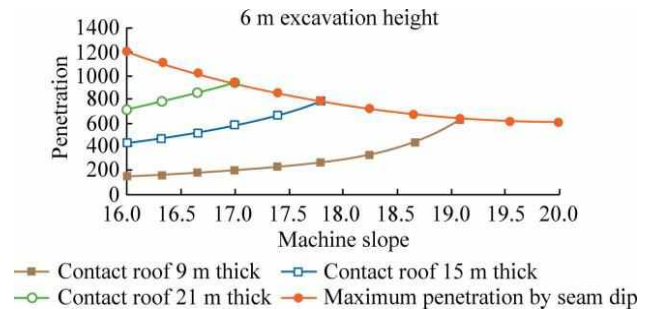 6 m excavation height
1400
1200
1000
800
600
400
200
0
Penetration
16.0 16.5 17.0 17.5 18.0 18.5 19.0 19.5 20.0
Machine slope
Contact roof 9 m thick Contact roof 15 m thick
Contact roof 21 m thick Maximum penetration by seam dip